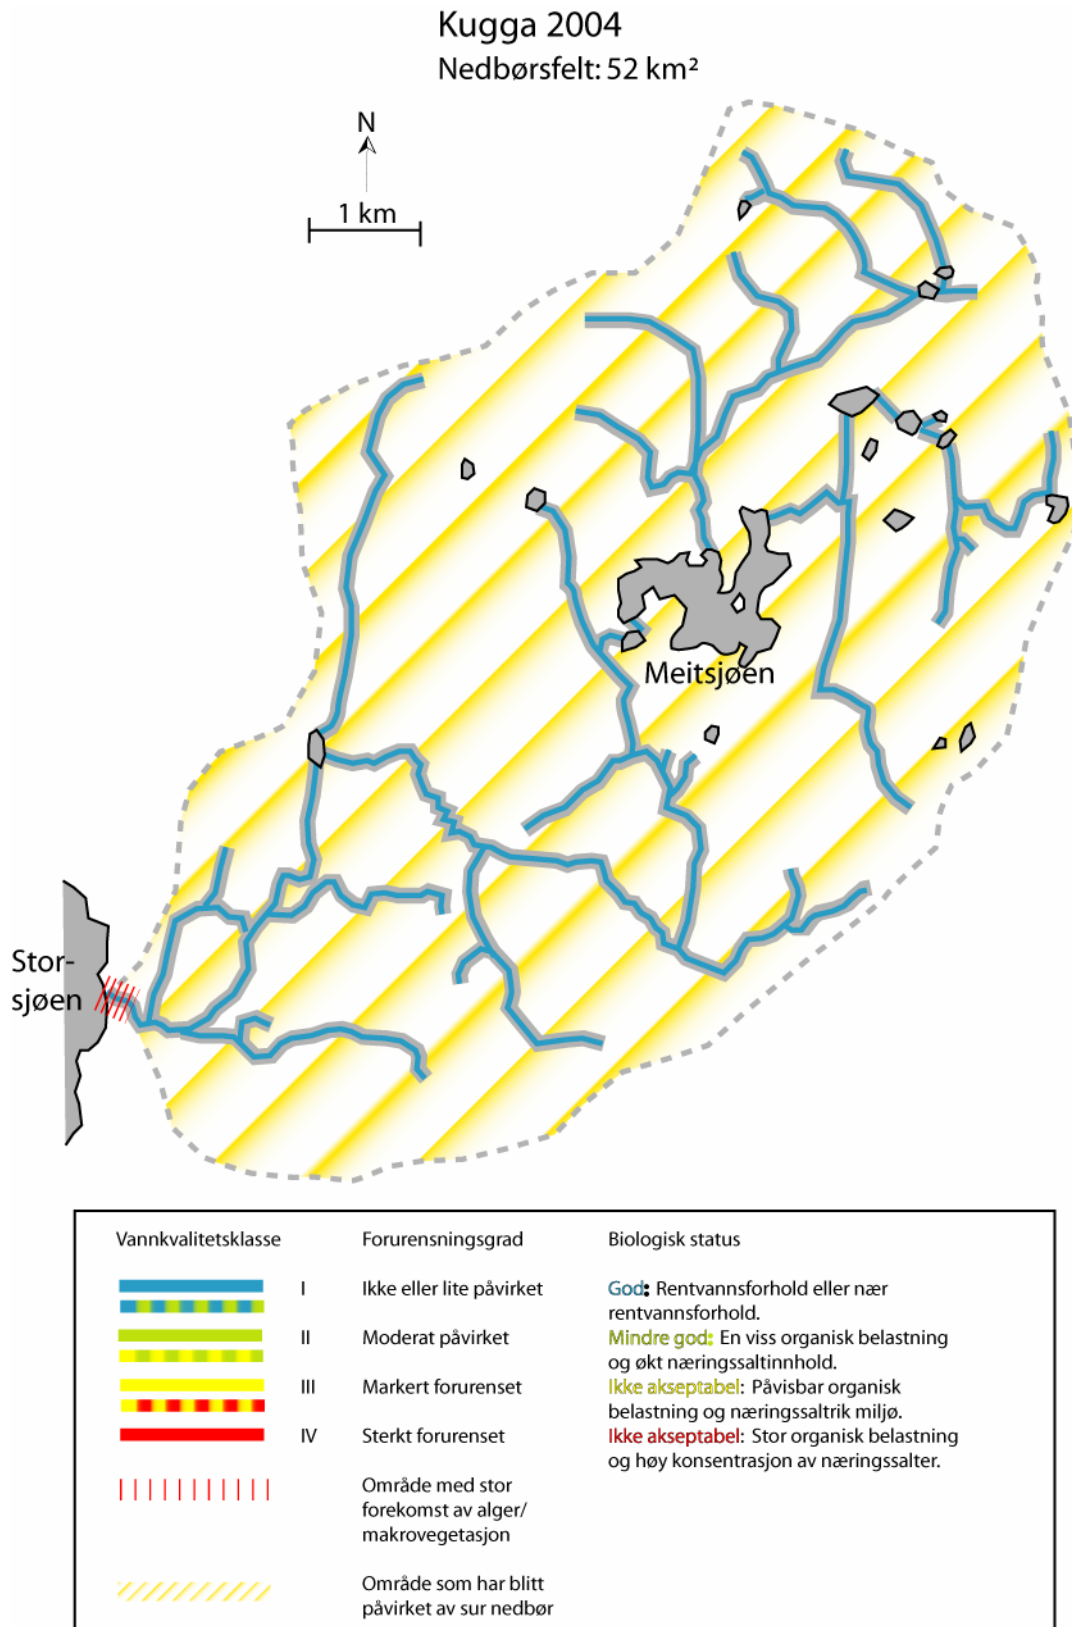 Kugga 2004
Nedbørsfelt: 52 km²
N
1 km
Meitsjøen
Stor-
sjøen
Vannkvalitetsklasse
Forurensningsgrad
Biologisk status
I
Ikke eller lite påvirket
God: Rentvannsforhold eller nær
rentvannsforhold.
II
Moderat påvirket
Mindre god: En viss organisk belastning
og økt næringssaltinnhold.
III
Markert forurenset
Ikke akseptabel: Påvisbar organisk
belastning og næringssaltrik miljø.
IV
Sterkt forurenset
Ikke akseptabel: Stor organisk belastning
og høy konsentrasjon av næringssalter.
Område med stor
forekomst av alger/
makrovegetasjon
Område som har blitt
påvirket av sur nedbør